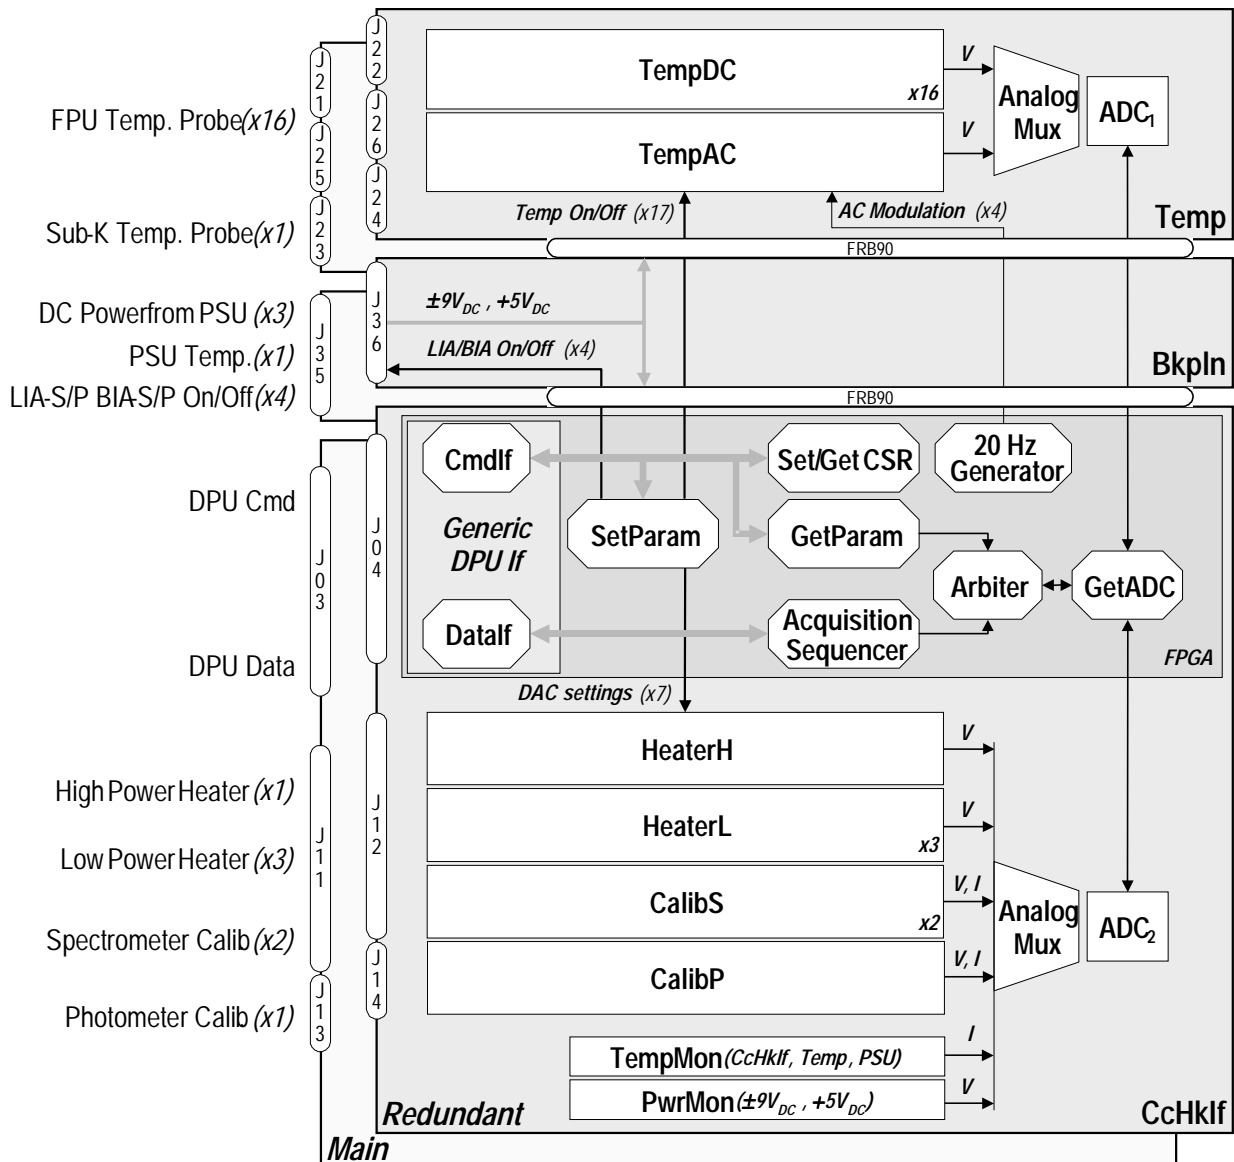 J22
J21
TempDC
x16
V
Analog
Mux
ADC1
FPU Temp. Probe(x16)
J26
J25
TempAC
V
J24
J23
Temp On/Off (x17)
AC Modulation (x4)
Temp
Sub-K Temp. Probe(x1)
FRB90
J36
J35
±9VDC , +5VDC
DC Powerfrom PSU (x3)
LIA/BIA On/Off (x4)
PSU Temp.(x1)
BkpIn
LIA-S/P BIA-S/P On/Off(x4)
FRB90
CmdIf
Set/Get CSR
20 Hz
Generator
DPU Cmd
J04
J03
Generic
DPU If
SetParam
GetParam
Arbiter
GetADC
DataIf
Acquisition
Sequencer
FPGA
DPU Data
DAC settings (x7)
HeaterH
V
High Power Heater (x1)
J12
J11
HeaterL
x3
V
Low Power Heater (x3)
CalibS
x2
V, I
Analog
Mux
ADC2
Spectrometer Calib (x2)
CalibP
V, I
J14
J13
Photometer Calib (x1)
TempMon(CcHkIf, Temp, PSU)
I
PwrMon(±9VDC , +5VDC)
V
Redundant
CcHkIf
Main